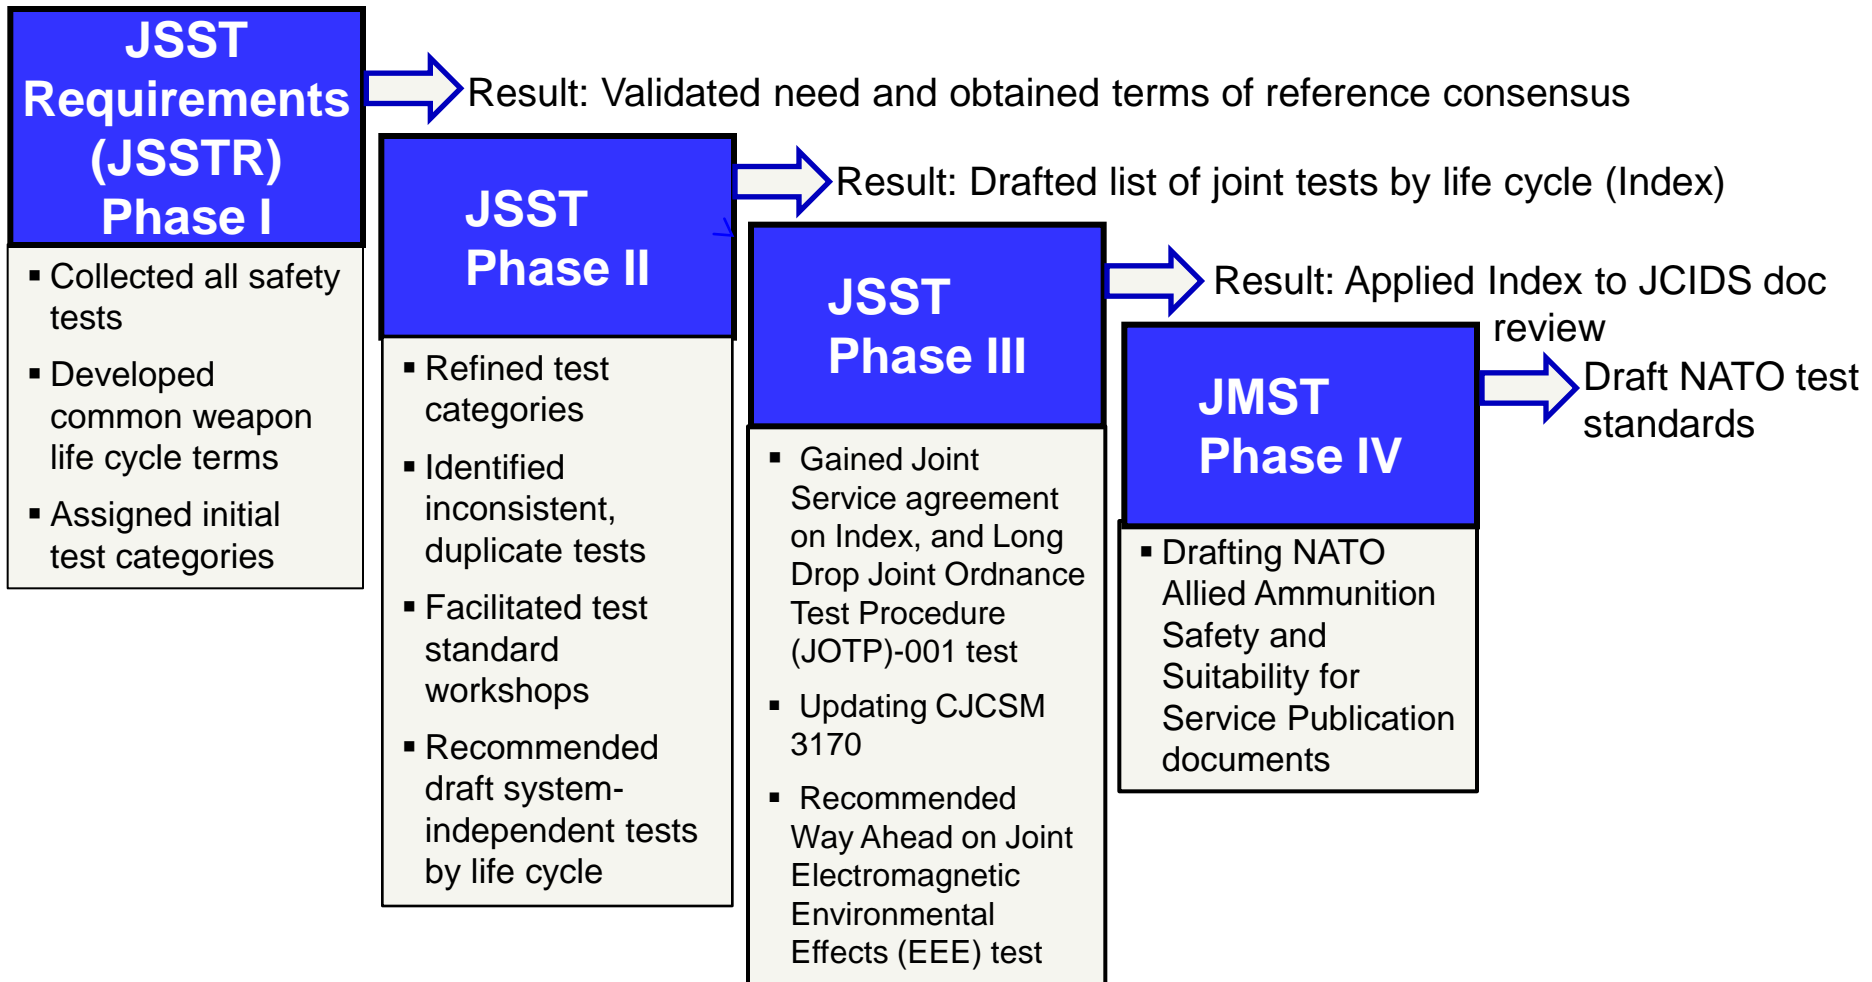 JSST
Requirements
(JSSTR)
Phase I
Result: Validated need and obtained terms of reference consensus
▪ Collected all safety
tests
▪ Developed
common weapon
life cycle terms
▪ Assigned initial
test categories
JSST
Phase II
Result: Drafted list of joint tests by life cycle (Index)
▪ Refined test
categories
▪ Identified
inconsistent,
duplicate tests
▪ Facilitated test
standard
workshops
▪ Recommended
draft system-
independent tests
by life cycle
JSST
Phase III
Result: Applied Index to JCIDS doc
review
▪ Gained Joint
Service agreement
on Index, and Long
Drop Joint Ordnance
Test Procedure
(JOTP)-001 test
▪ Updating CJCSM
3170
▪ Recommended
Way Ahead on Joint
Electromagnetic
Environmental
Effects (EEE) test
JMST
Phase IV
Draft NATO test
standards
▪ Drafting NATO
Allied Ammunition
Safety and
Suitability for
Service Publication
documents